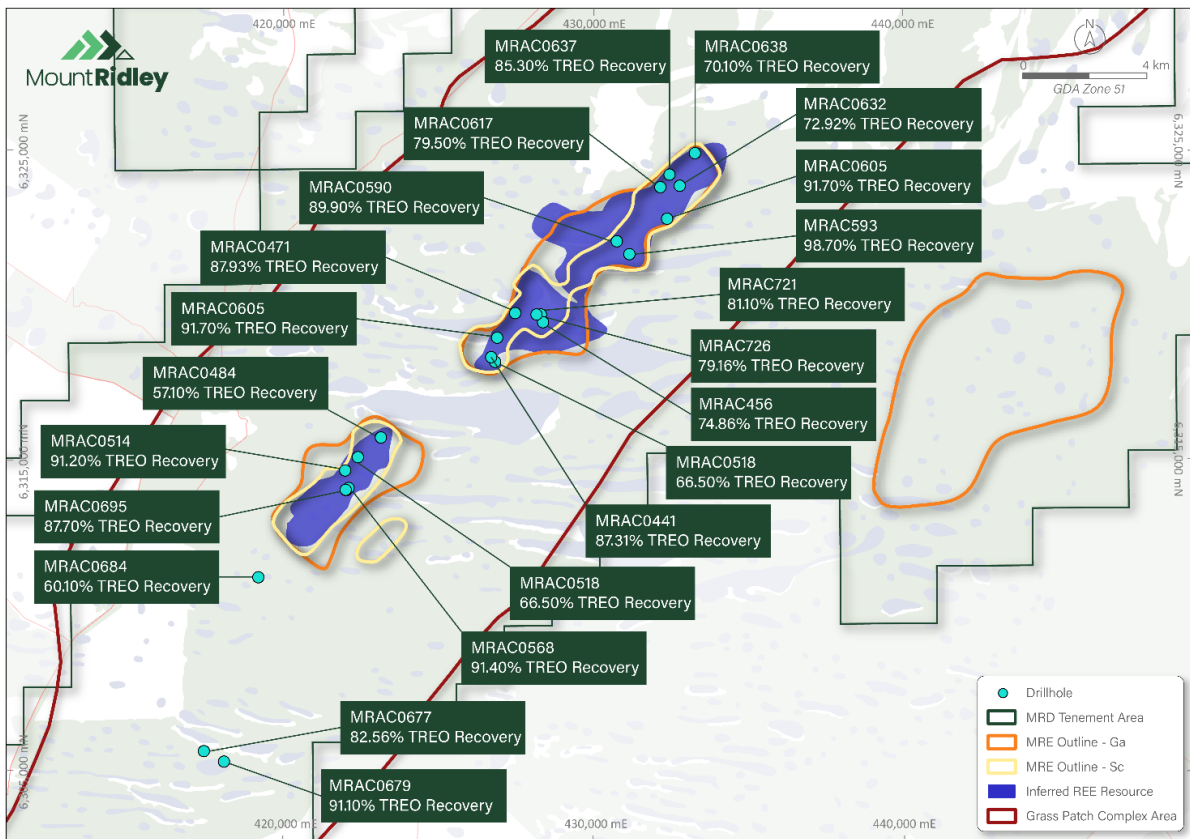 420,000 mE
430,000 mE
440,000 mE
MountRidley
N
0 4 km
GDA Zone 51
MRAC0637
85.30% TREO Recovery
MRAC0638
70.10% TREO Recovery
MRAC0632
72.92% TREO Recovery
MRAC0617
79.50% TREO Recovery
6,325,000 mN
6,325,000 mN
MRAC0605
91.70% TREO Recovery
MRAC0590
89.90% TREO Recovery
MRAC593
98.70% TREO Recovery
MRAC0471
87.93% TREO Recovery
MRAC721
81.10% TREO Recovery
MRAC0605
91.70% TREO Recovery
MRAC726
79.16% TREO Recovery
MRAC0484
57.10% TREO Recovery
MRAC456
74.86% TREO Recovery
MRAC0514
91.20% TREO Recovery
6,315,000 mN
6,315,000 mN
MRAC0518
66.50% TREO Recovery
MRAC0695
87.70% TREO Recovery
MRAC0441
87.31% TREO Recovery
MRAC0684
60.10% TREO Recovery
MRAC0518
66.50% TREO Recovery
MRAC0568
91.40% TREO Recovery
MRAC0677
82.56% TREO Recovery
MRAC0679
91.10% TREO Recovery
Drillhole
MRD Tenement Area
MRE Outline - Ga
MRE Outline - Sc
Inferred REE Resource
Grass Patch Complex Area
420,000 mE
430,000 mE
440,000 mE